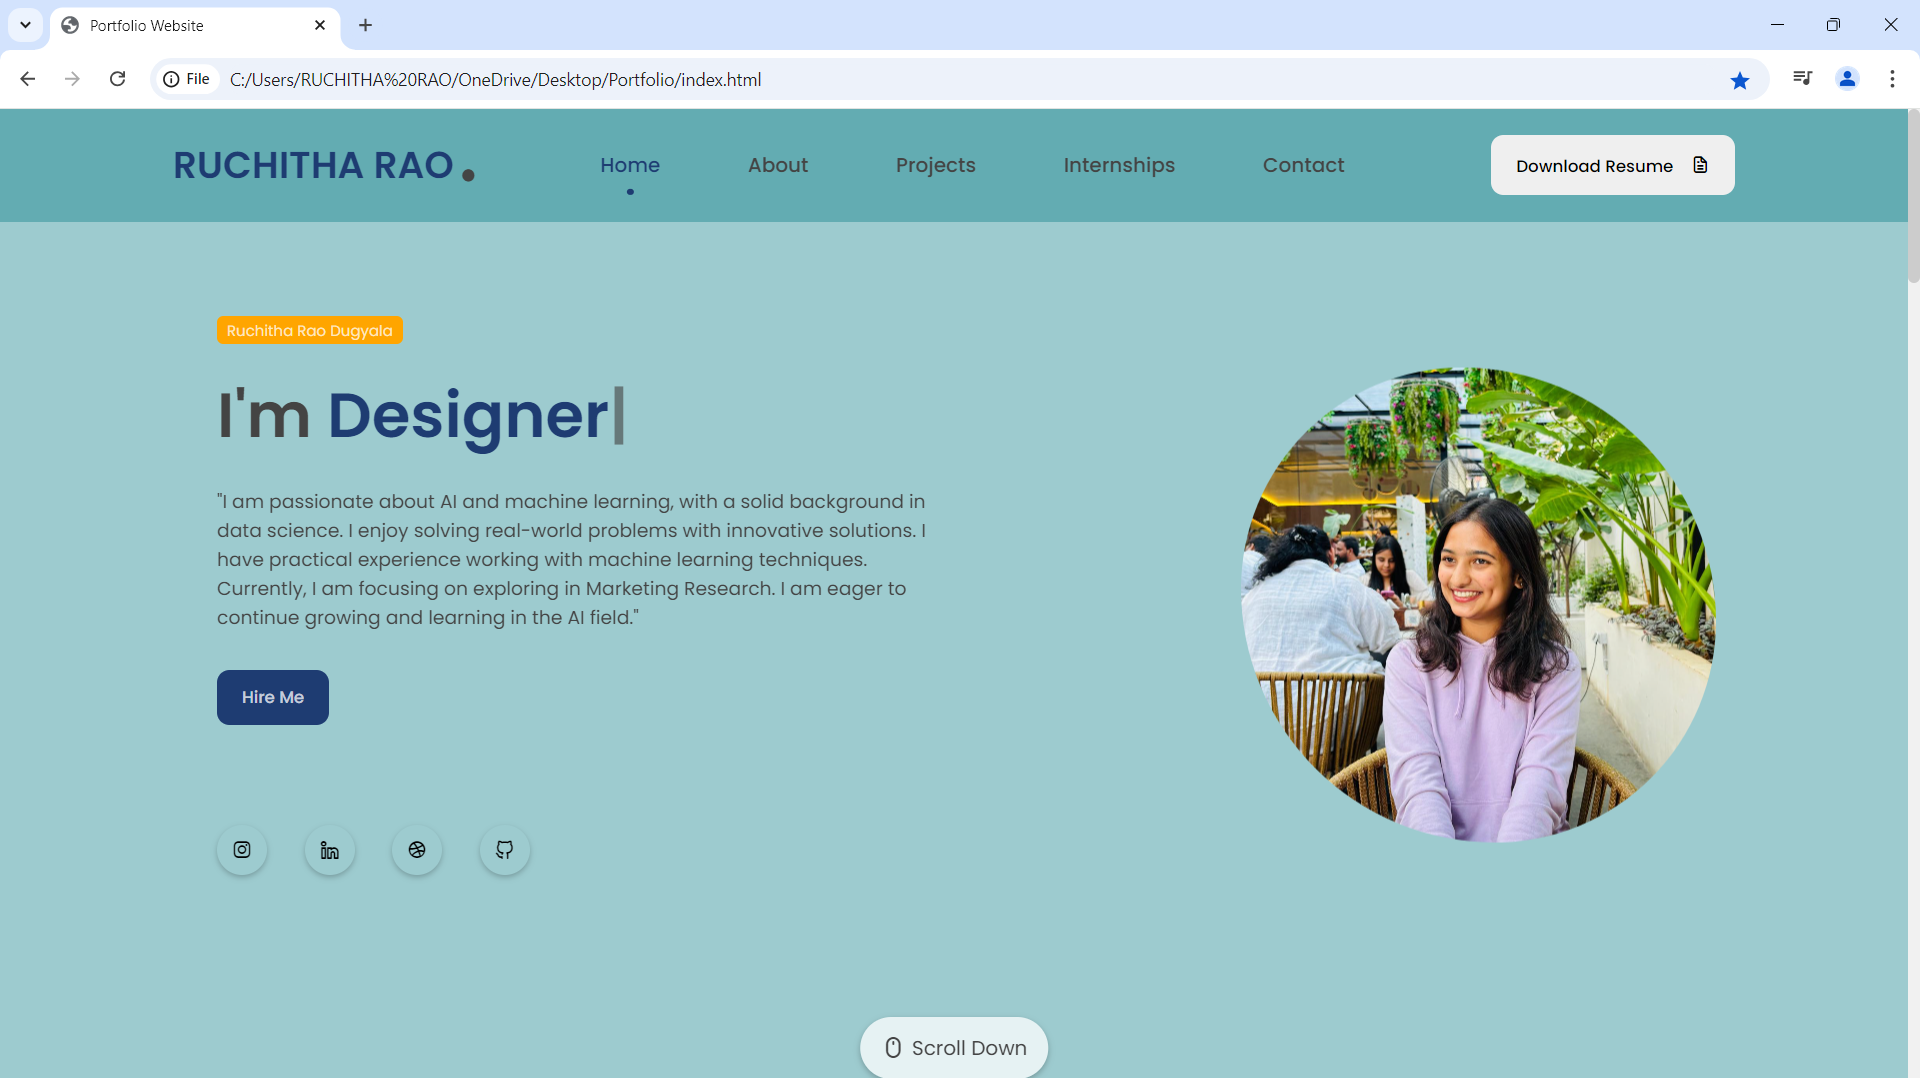 Portfolio Website
File C:/Users/RUCHITHA%20RAO/OneDrive/Desktop/Portfolio/index.html
RUCHITHA RAO . Home About Projects Internships Contact Download Resume
Ruchitha Rao Dugyala
I'm Designer|
"I am passionate about AI and machine learning, with a solid background in
data science. I enjoy solving real-world problems with innovative solutions. I
have practical experience working with machine learning techniques.
Currently, I am focusing on exploring in Marketing Research. I am eager to
continue growing and learning in the AI field."
Hire Me
Scroll Down